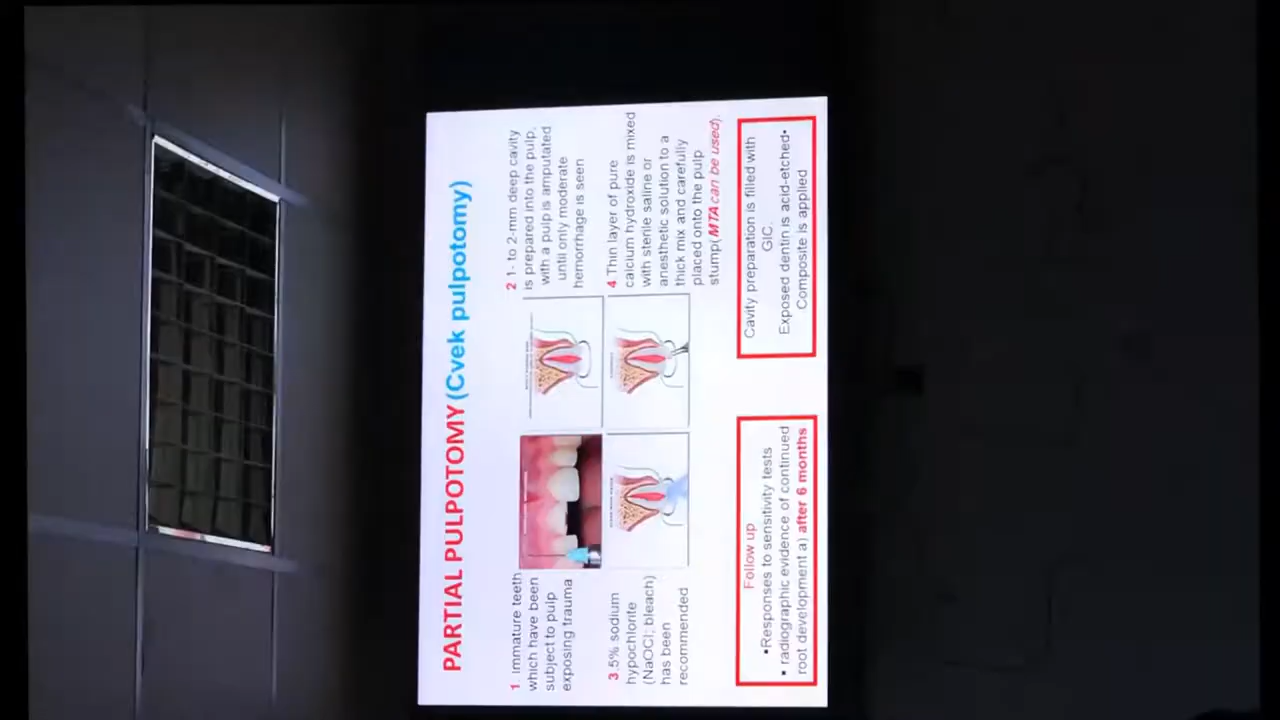 PARTIAL PULPOTOMY (Cvek pulpotomy)
1. Immature teeth
which have been
subject to pulp
exposing trauma
2 1- to 2-mm deep cavity
is prepared into the pulp,
with a pulp is amputated
until only moderate
hemorrhage is seen
3.5% sodium
hypochlorite
(NaOCl; bleach)
has been
recommended
4.Thin layer of pure
calcium hydroxide is mixed
with sterile saline or
anesthetic solution to a
thick mix and carefully
placed onto the pulp
stump(MTA can be used).
Follow up
•Responses to sensitivity tests
• radiographic evidence of continued
root development a) after 6 months
Cavity preparation is filled with
GIC.
Exposed dentin is acid-etched•
Composite is applied